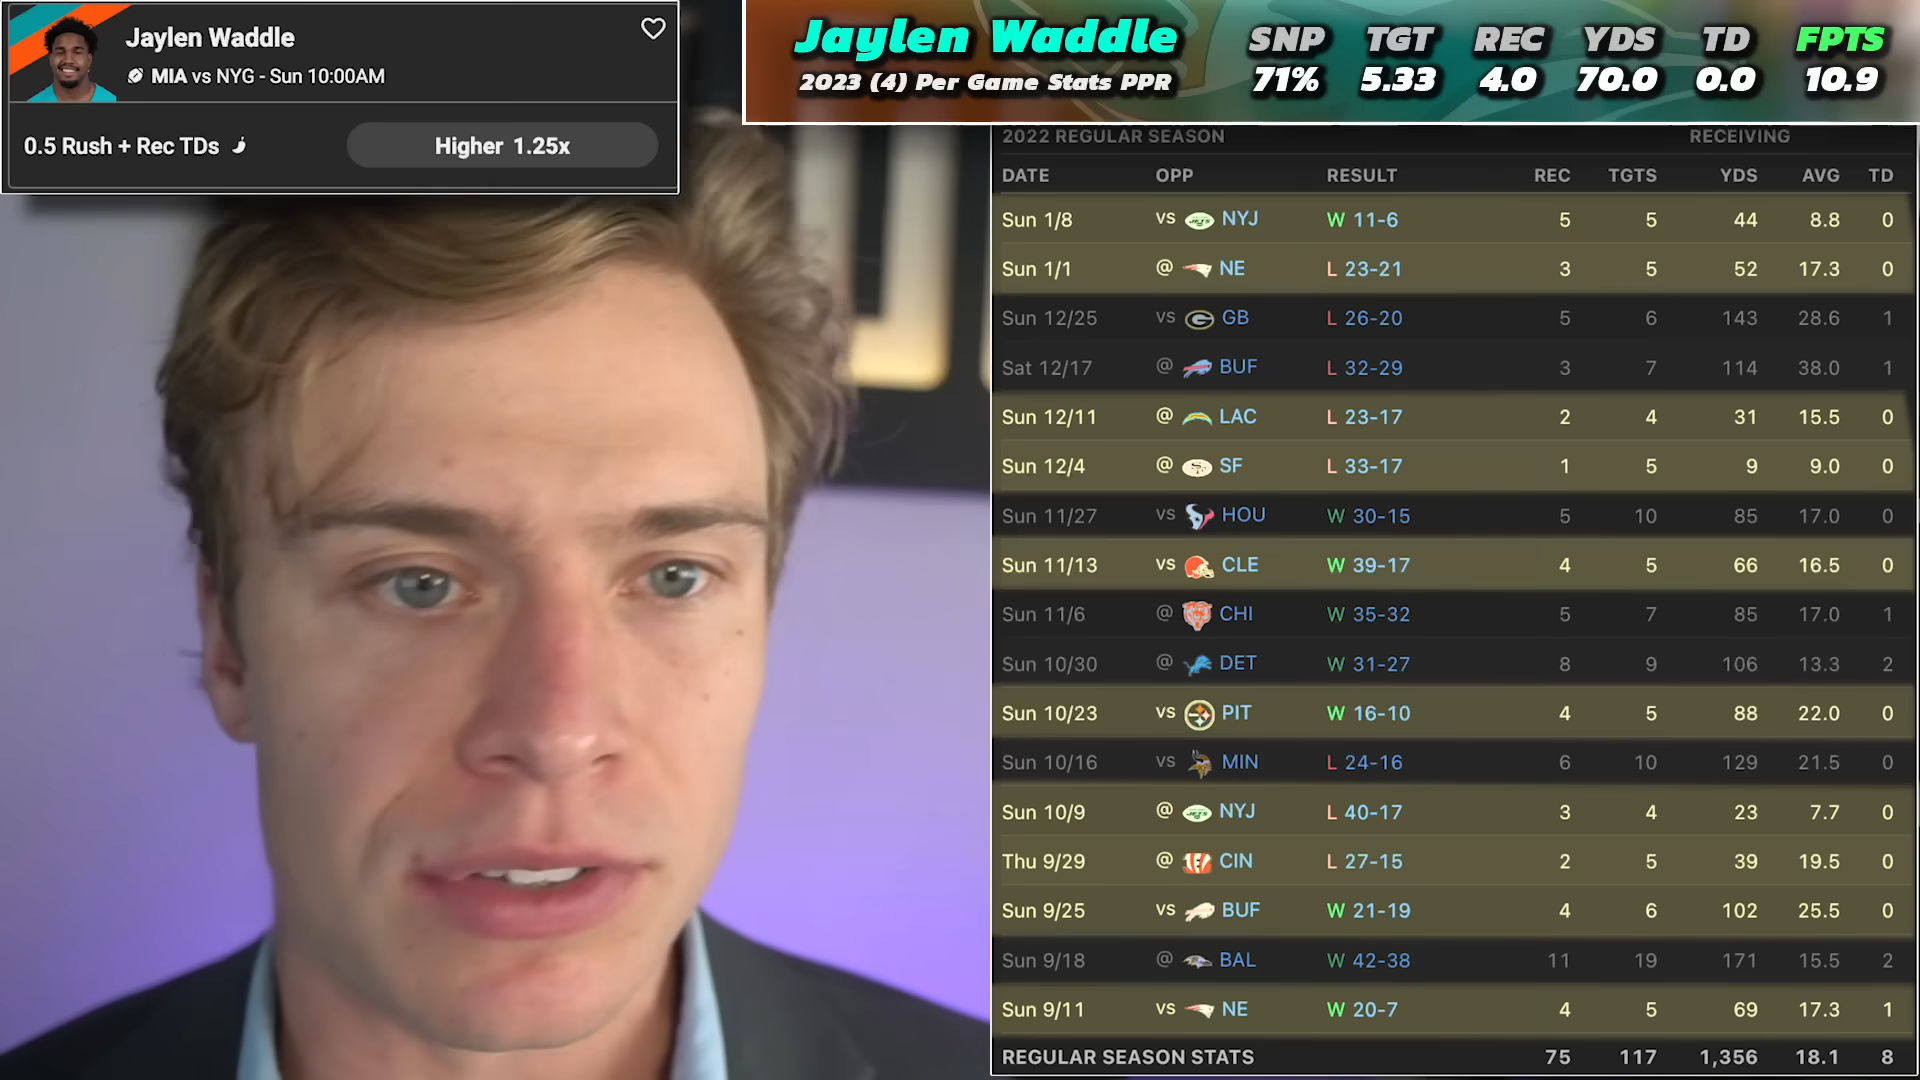 Jaylen Waddle
MIA vs NYG - Sun 10:00AM
0.5 Rush + Rec TDs
Higher 1.25x
Jaylen Waddle
2023 (4) Per Game Stats PPR
SNP TGT REC YDS TD FPTS
71% 5.33 4.0 70.0 0.0 10.9
2022 REGULAR SEASON RECEIVING
DATE OPP RESULT REC TGTS YDS AVG TD
Sun 1/8 vs NYJ W 11-6 5 5 44 8.8 0
Sun 1/1 @ NE L 23-21 3 5 52 17.3 0
Sun 12/25 vs GB L 26-20 5 6 143 28.6 1
Sat 12/17 @ BUF L 32-29 3 7 114 38.0 1
Sun 12/11 @ LAC L 23-17 2 4 31 15.5 0
Sun 12/4 @ SF L 33-17 1 5 9 9.0 0
Sun 11/27 vs HOU W 30-15 5 10 85 17.0 0
Sun 11/13 vs CLE W 39-17 4 5 66 16.5 0
Sun 11/6 @ CHI W 35-32 5 7 85 17.0 1
Sun 10/30 @ DET W 31-27 8 9 106 13.3 2
Sun 10/23 vs PIT W 16-10 4 5 88 22.0 0
Sun 10/16 vs MIN L 24-16 6 10 129 21.5 0
Sun 10/9 @ NYJ L 40-17 3 4 23 7.7 0
Thu 9/29 @ CIN L 27-15 2 5 39 19.5 0
Sun 9/25 vs BUF W 21-19 4 6 102 25.5 0
Sun 9/18 @ BAL W 42-38 11 19 171 15.5 2
Sun 9/11 vs NE W 20-7 4 5 69 17.3 1
REGULAR SEASON STATS 75 117 1,356 18.1 8